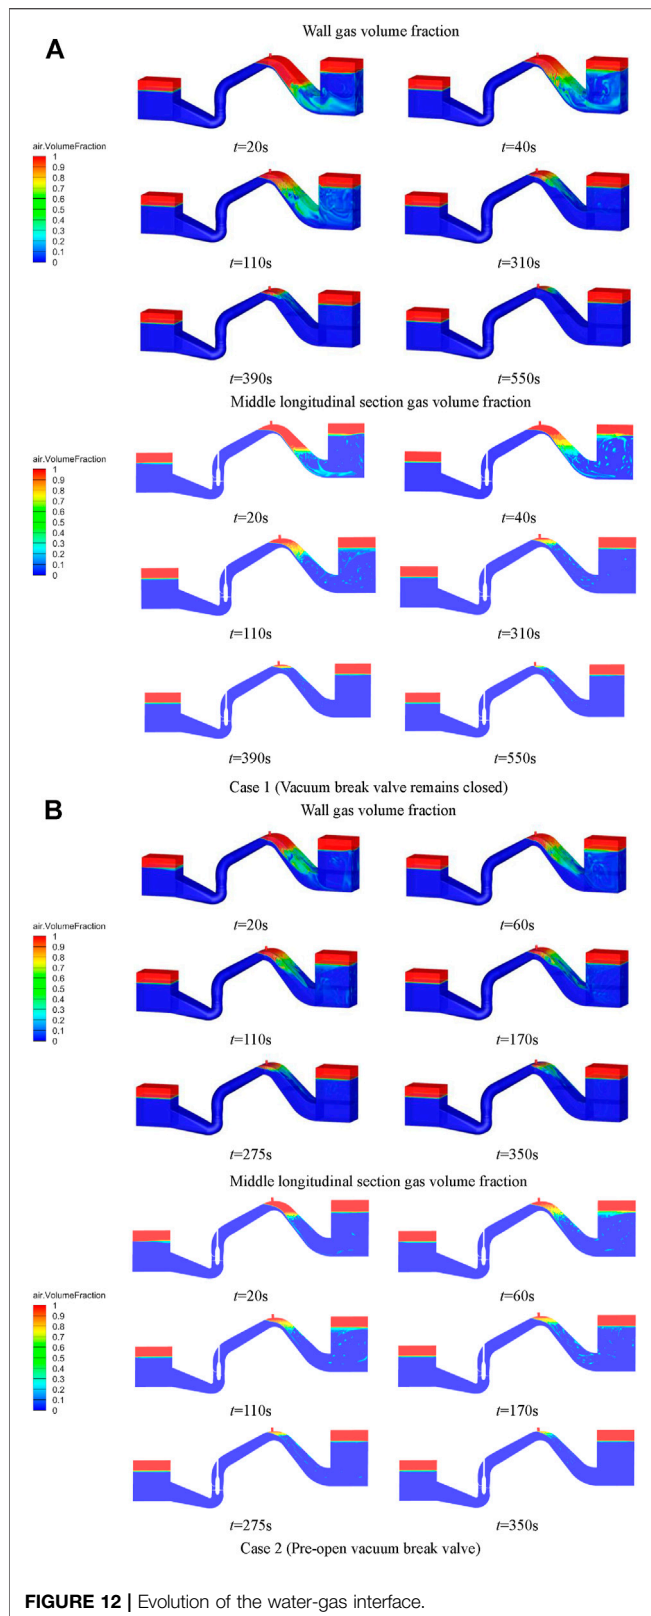 A
Wall gas volume fraction
t=20s
t=40s
air.VolumeFraction
1
0.9
0.8
0.7
0.6
0.5
0.4
0.3
0.2
0.1
0
t=110s
t=310s
t=390s
t=550s
Middle longitudinal section gas volume fraction
air.VolumeFraction
1
0.9
0.8
0.7
0.6
0.5
0.4
0.3
0.2
0.1
0
t=20s
t=40s
t=110s
t=310s
t=390s
t=550s
Case 1 (Vacuum break valve remains closed)
B
Wall gas volume fraction
t=20s
t=60s
air.VolumeFraction
1
0.9
0.8
0.7
0.6
0.5
0.4
0.3
0.2
0.1
0
t=110s
t=170s
t=275s
t=350s
Middle longitudinal section gas volume fraction
t=20s
t=60s
air.VolumeFraction
1
0.9
0.8
0.7
0.6
0.5
0.4
0.3
0.2
0.1
0
t=110s
t=170s
t=275s
t=350s
Case 2 (Pre-open vacuum break valve)
FIGURE 12 | Evolution of the water-gas interface.